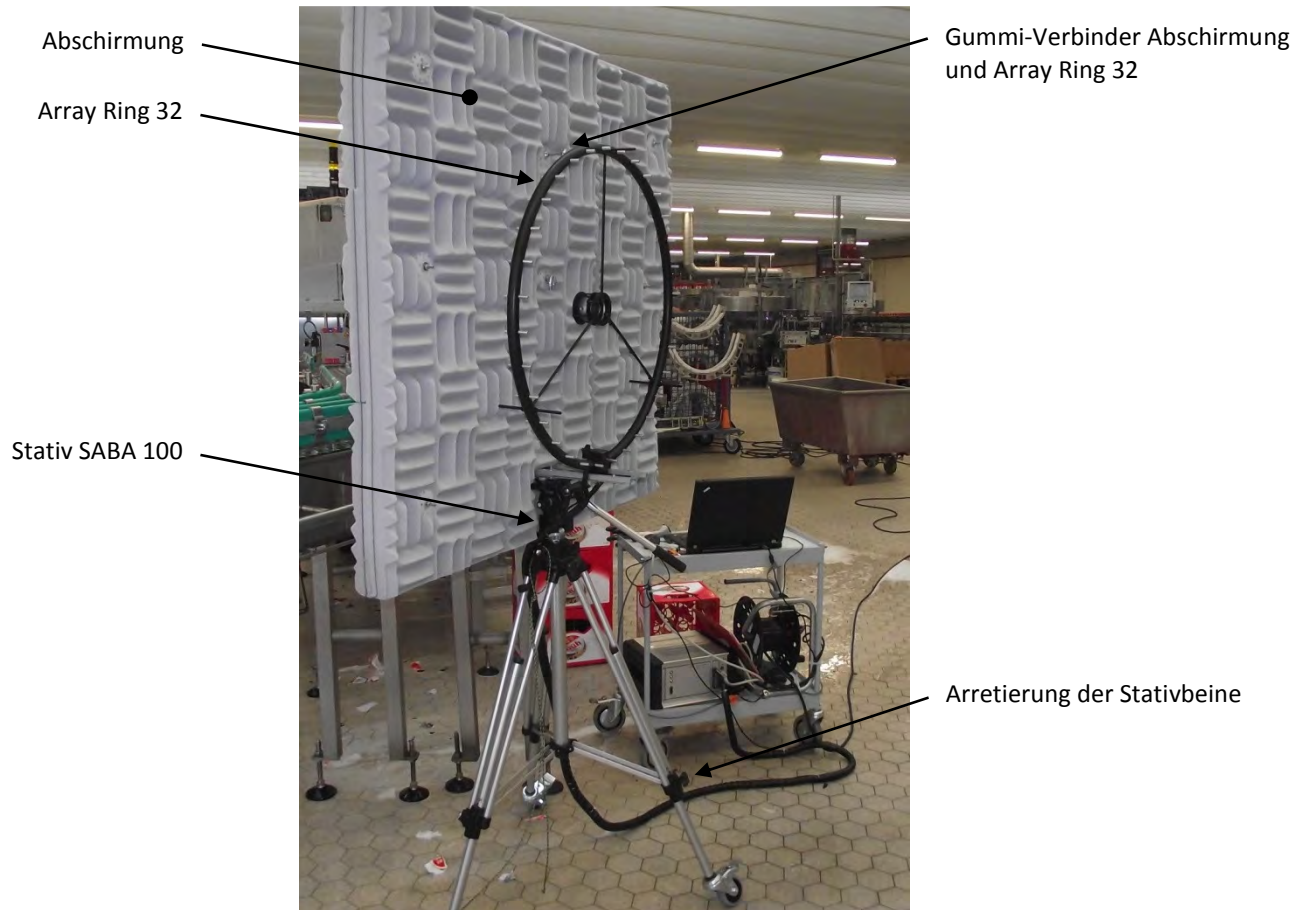 Abschirmung
Array Ring 32
Stativ SABA 100
Gummi-Verbinder Abschirmung
und Array Ring 32
Arretierung der Stativbeine